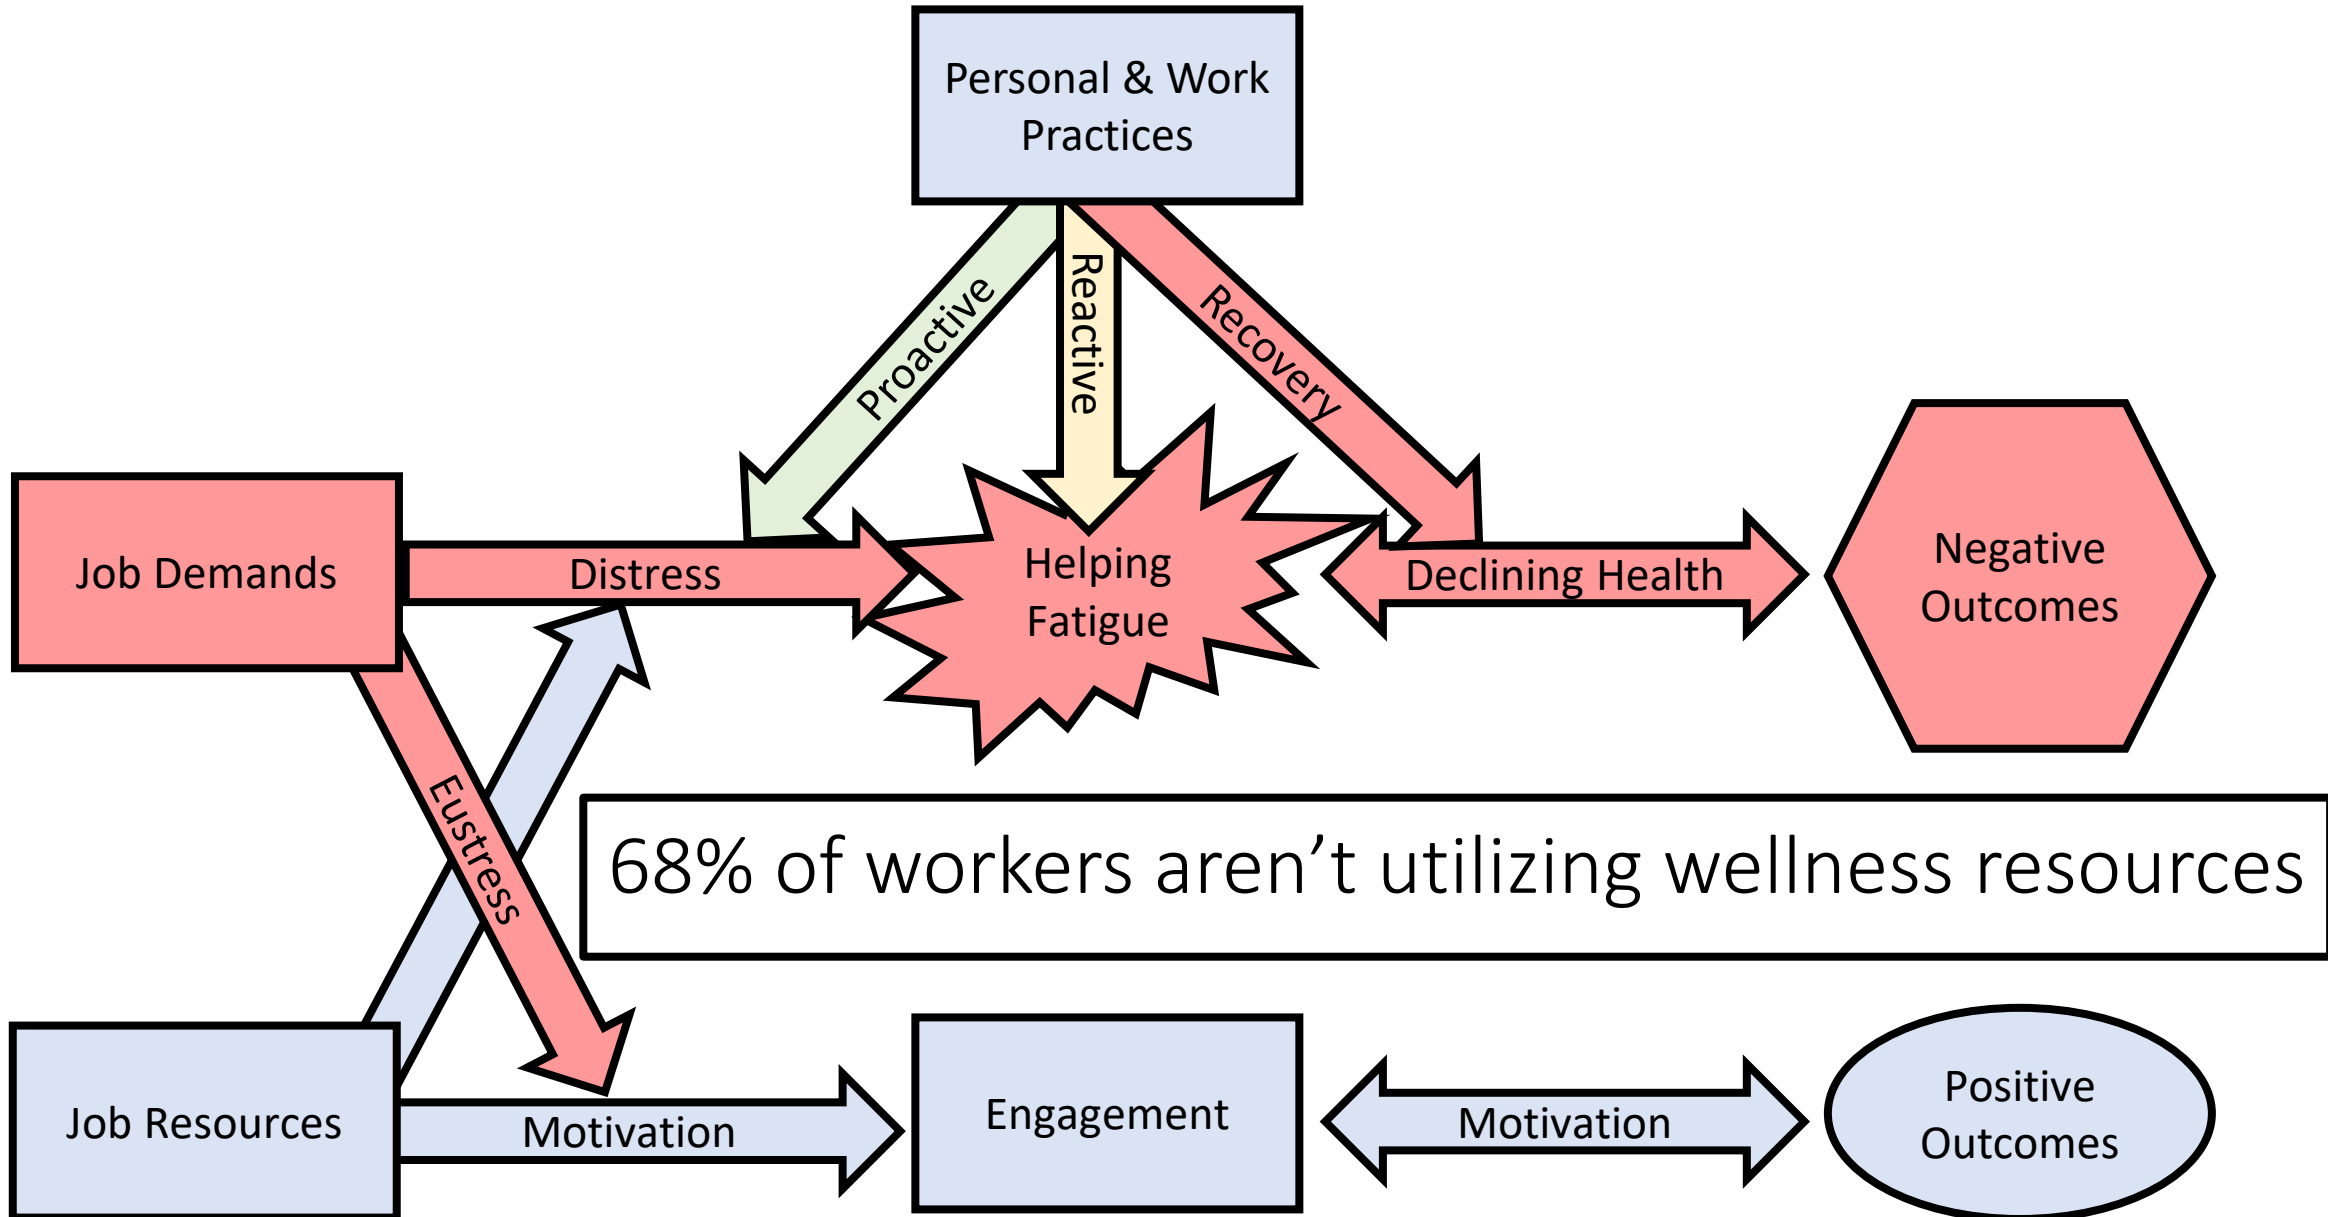 Personal & Work
Practices
Proactive
Reactive
Recovery
Job Demands
Distress
Helping
Fatigue
Declining Health
Negative
Outcomes
Eustress
68% of workers aren’t utilizing wellness resources
Job Resources
Motivation
Engagement
Motivation
Positive
Outcomes